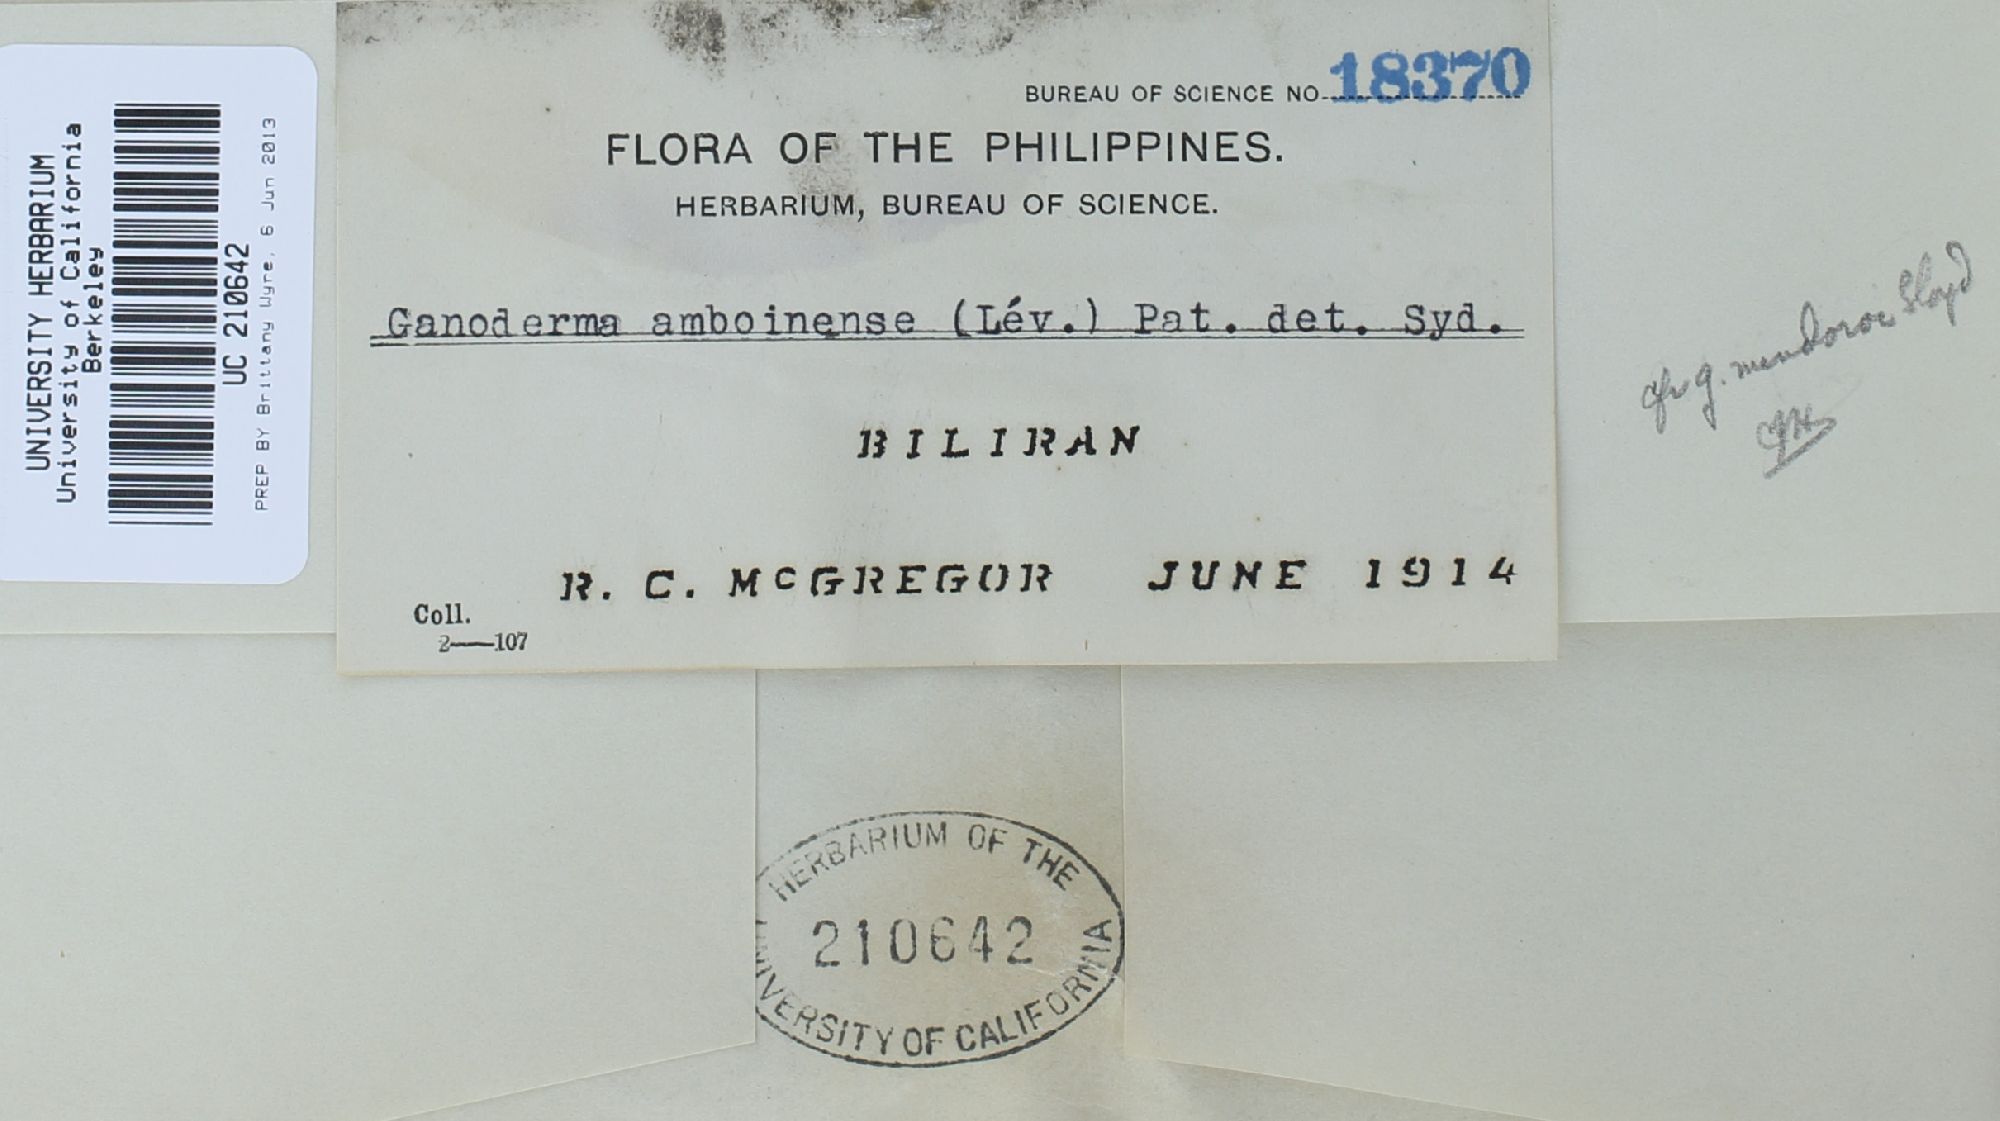 UNIVERSITY HERBARIUM
University of California
Berkeley
UC 210642
PREP BY Brittany Wyre, 6 Jun 2013
BUREAU OF SCIENCE NO. 18370
FLORA OF THE PHILIPPINES.
HERBARIUM, BUREAU OF SCIENCE.
Ganoderma amboinense (Lév.) Pat. det. Syd.
BILIRAN
R. C. McGREGOR JUNE 1914
Coll.
2—107
g.
HERBARIUM OF THE
210642
UNIVERSITY OF CALIFORNIA